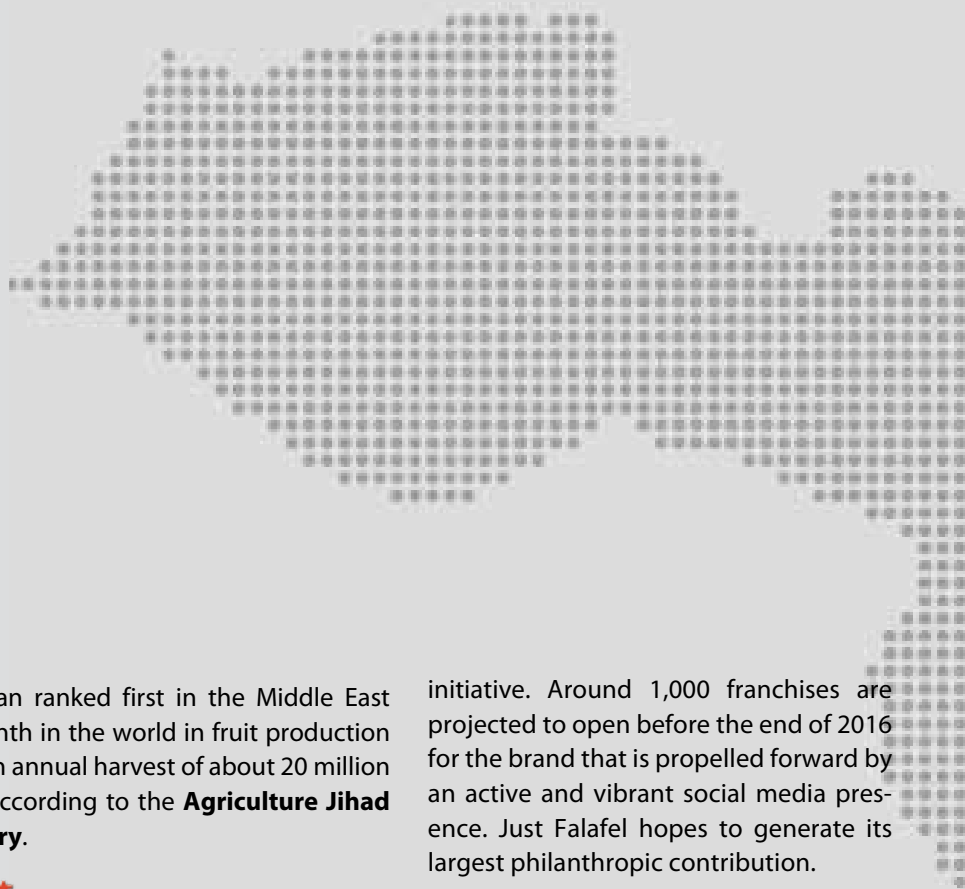 an ranked first in the Middle East
nth in the world in fruit production
n annual harvest of about 20 million
ccording to the Agriculture Jihad
ry.
initiative. Around 1,000 franchises are
projected to open before the end of 2016
for the brand that is propelled forward by
an active and vibrant social media pres-
ence. Just Falafel hopes to generate its
largest philanthropic contribution.